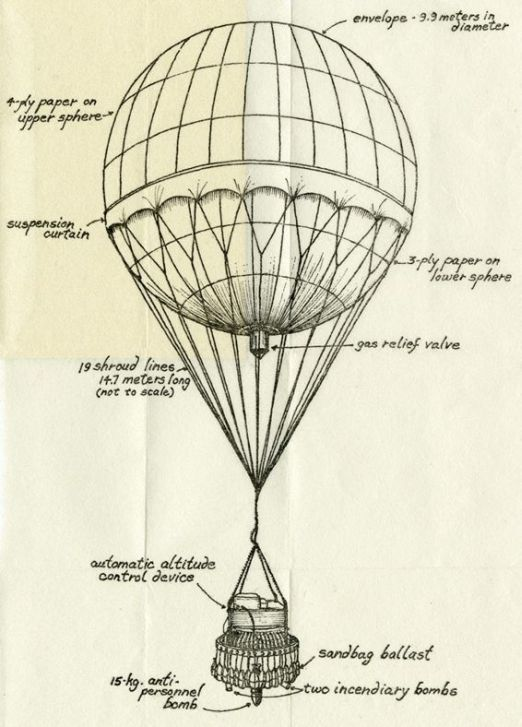 envelope - 9.9 meters in
diameter
4-ply paper on
upper sphere
suspension
curtain
3-ply paper on
lower sphere
gas relief valve
19 shroud lines
14.7 meters long
(not to scale)
automatic altitude
control device
sandbag ballast
15-kg. anti-
personnel
bomb
two incendiary bombs